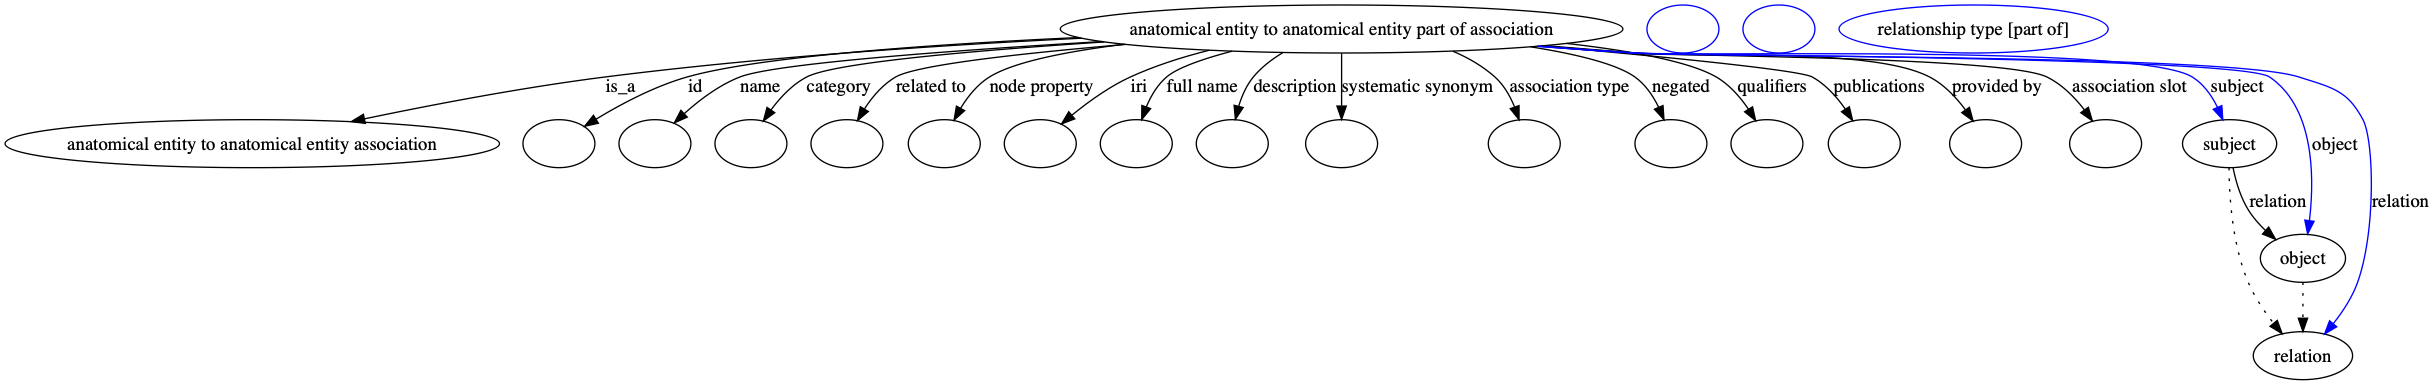 anatomical entity to anatomical entity part of association
relationship type [part of]
is_a
id
name
category
related to
node property
iri
full name
description
systematic synonym
association type
negated
qualifiers
publications
provided by
association slot
subject
anatomical entity to anatomical entity association
subject
object
relation
relation
object
relation